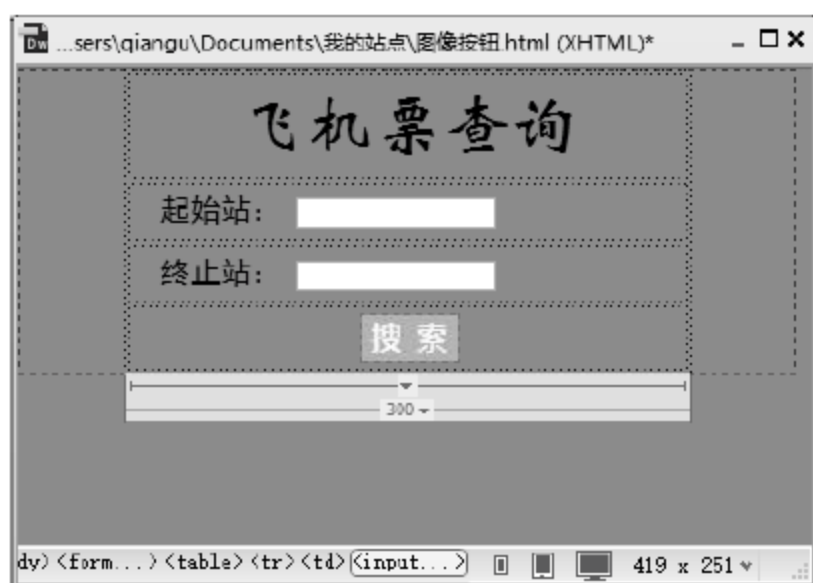 Dw ...sers\qiangu\Documents\我的站点\图像按钮.html (XHTML)*
飞机票查询
起始站：
终止站：
搜 索
300
dy)<form...><table><tr><td><input...> 419 x 251